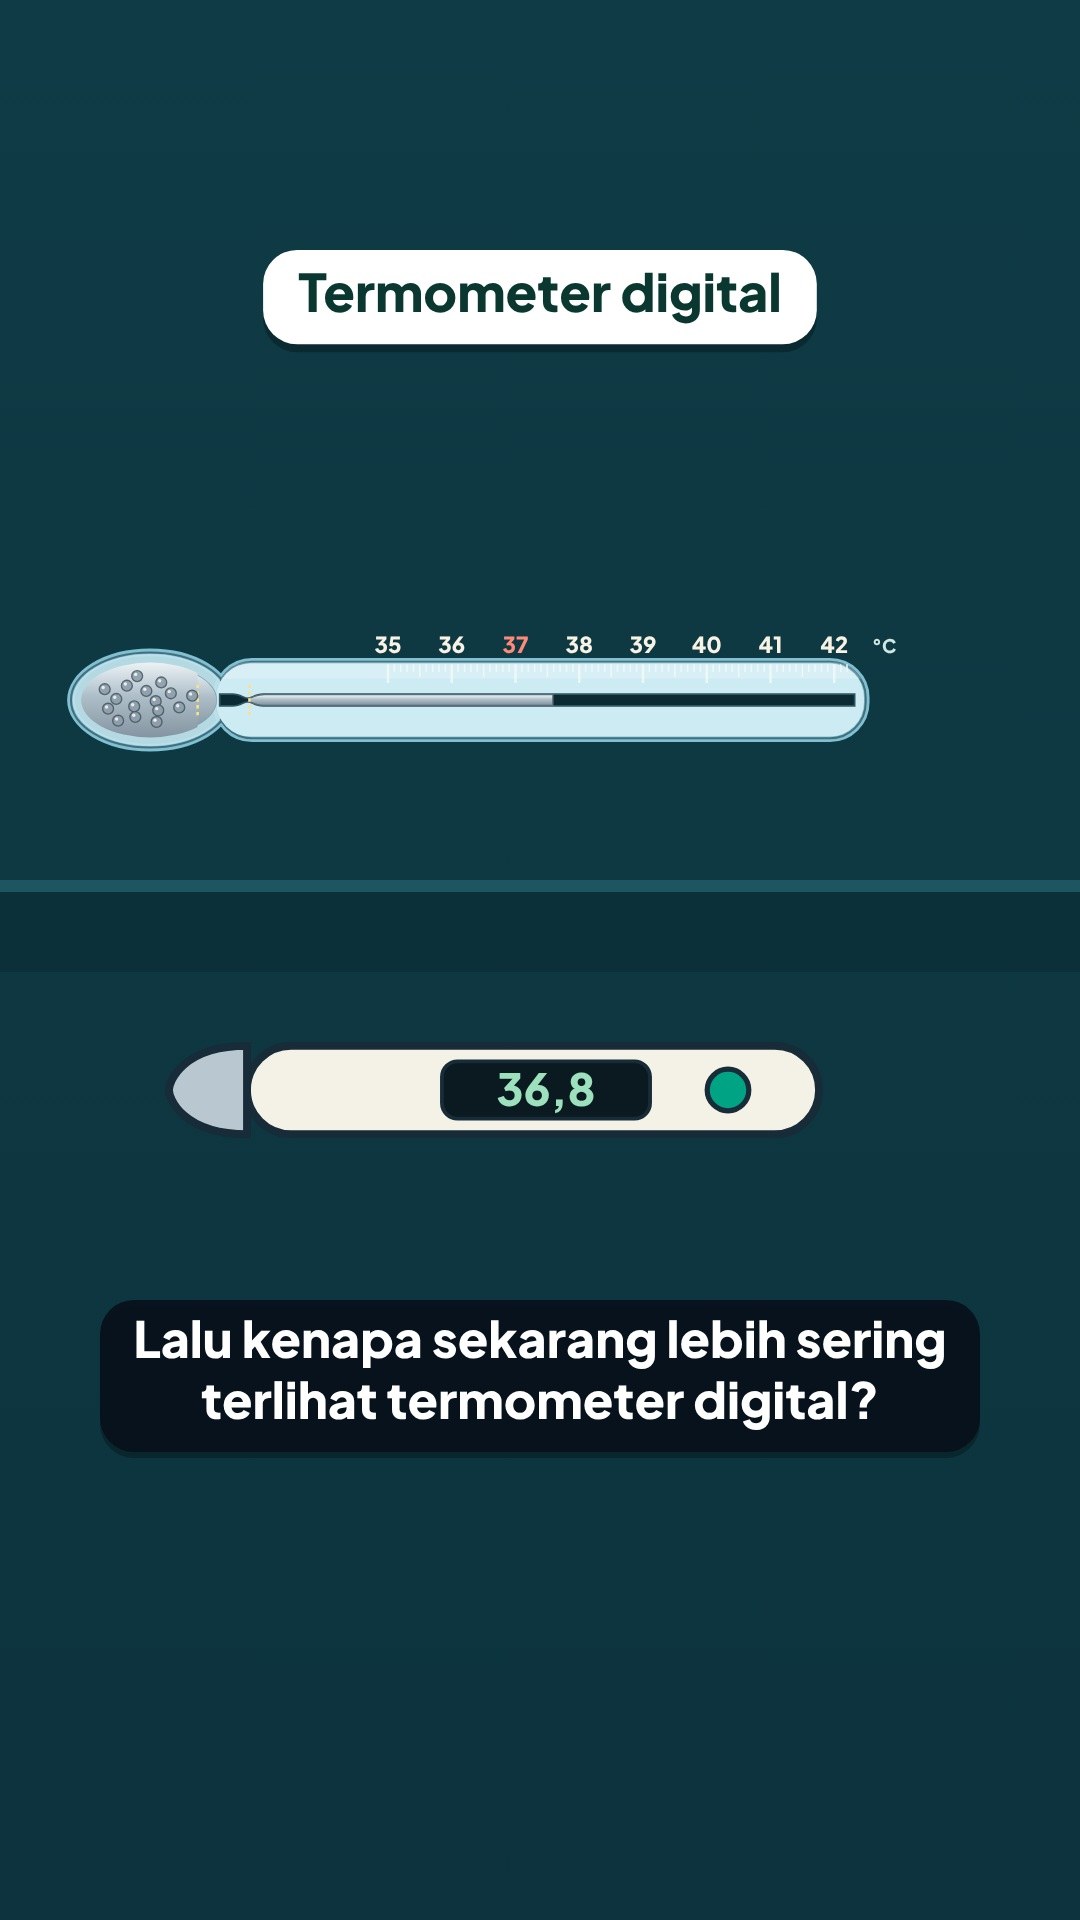 Termometer digital
35 36 37 38 39 40 41 42 °C
36,8
Lalu kenapa sekarang lebih sering
terlihat termometer digital?